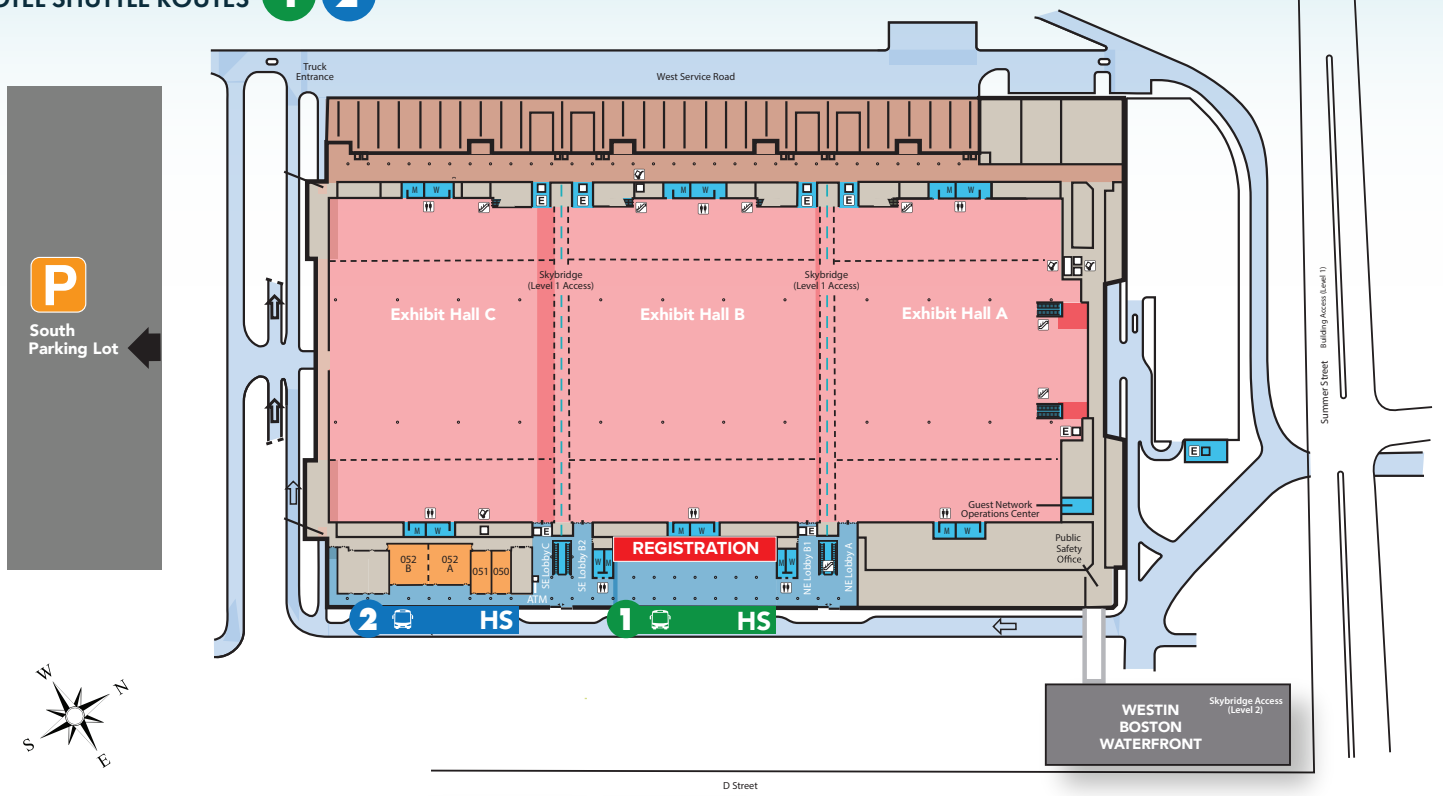 HOTEL SHUTTLE ROUTES 1 2
Truck
Entrance
West Service Road
M W
M W
M W
E
E
E
E
Skybridge
(Level 1 Access)
Skybridge
(Level 1 Access)
Exhibit Hall C
Exhibit Hall B
Exhibit Hall A
P
South
Parking Lot
E
E
Summer Street
Building Access (Level 1)
Guest Network
Operations Center
Public
Safety
Office
M W
M W
M W
E
E
REGISTRATION
052
B
052
A
051
050
ATM
SE Lobby C
SE Lobby B2
W M
M W
NE Lobby B1
NE Lobby A
2 HS
1 HS
W
N
S
E
WESTIN
BOSTON
WATERFRONT
Skybridge Access
(Level 2)
D Street